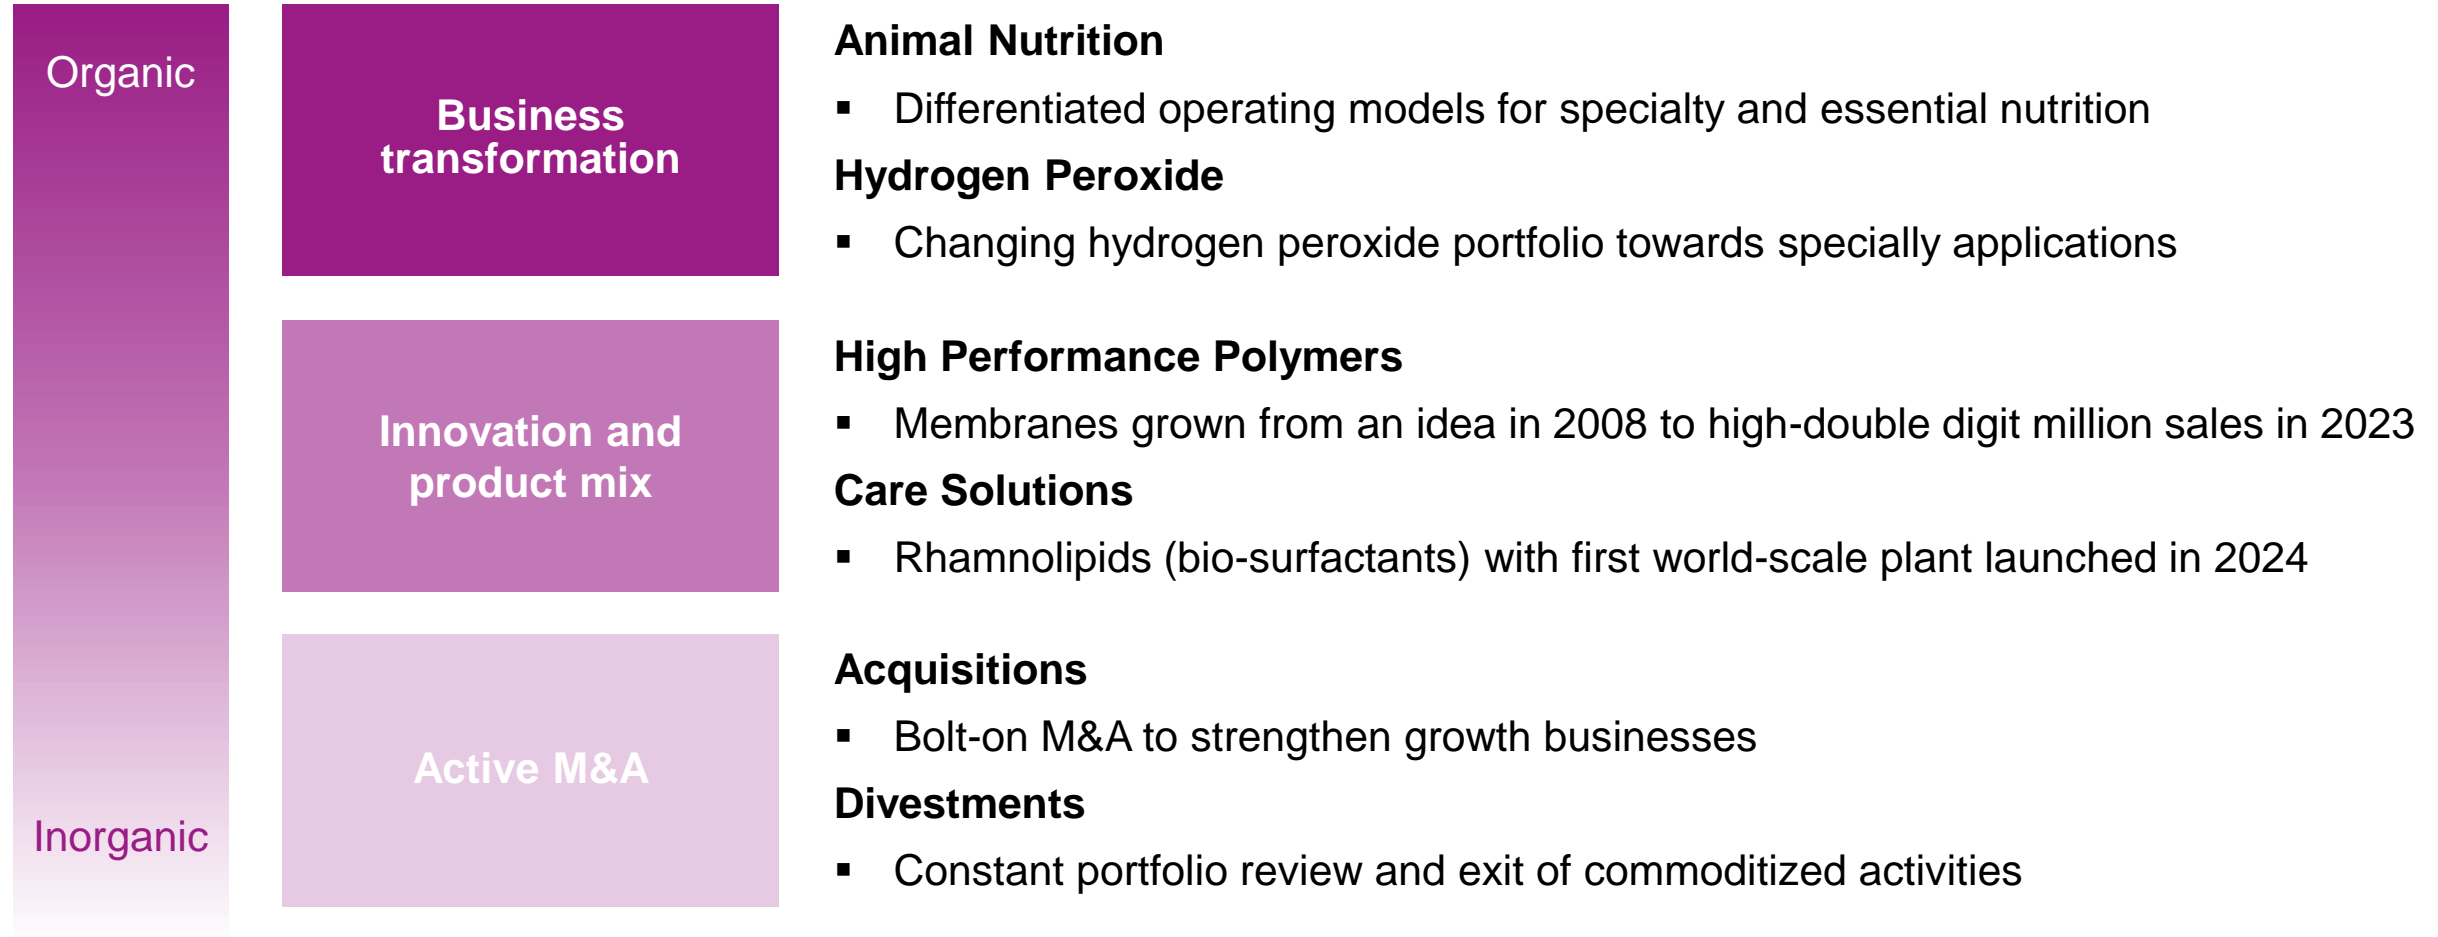 Organic
Business
transformation
Animal Nutrition
▪ Differentiated operating models for specialty and essential nutrition
Hydrogen Peroxide
▪ Changing hydrogen peroxide portfolio towards specially applications
Innovation and
product mix
High Performance Polymers
▪ Membranes grown from an idea in 2008 to high-double digit million sales in 2023
Care Solutions
▪ Rhamnolipids (bio-surfactants) with first world-scale plant launched in 2024
Active M&A
Acquisitions
▪ Bolt-on M&A to strengthen growth businesses
Divestments
▪ Constant portfolio review and exit of commoditized activities
Inorganic